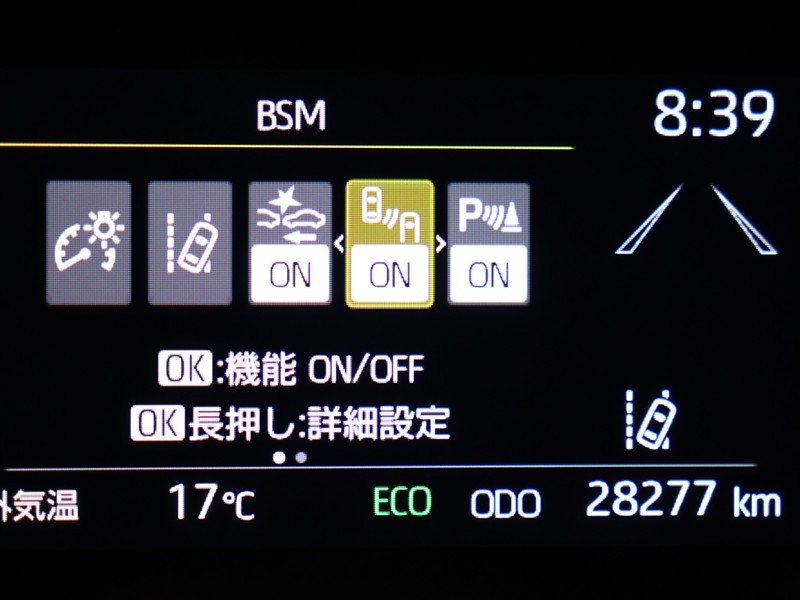 BSM
8:39
P
ON ON ON
OK:機能 ON/OFF
OK長押し:詳細設定
外気温 17℃ ECO ODO 28277 km